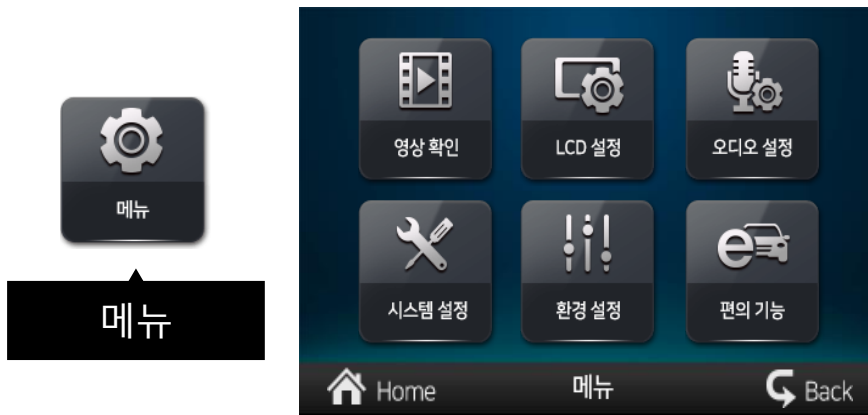 메뉴
메뉴
영상 확인
LCD 설정
오디오 설정
시스템 설정
환경 설정
편의 기능
Home
메뉴
Back